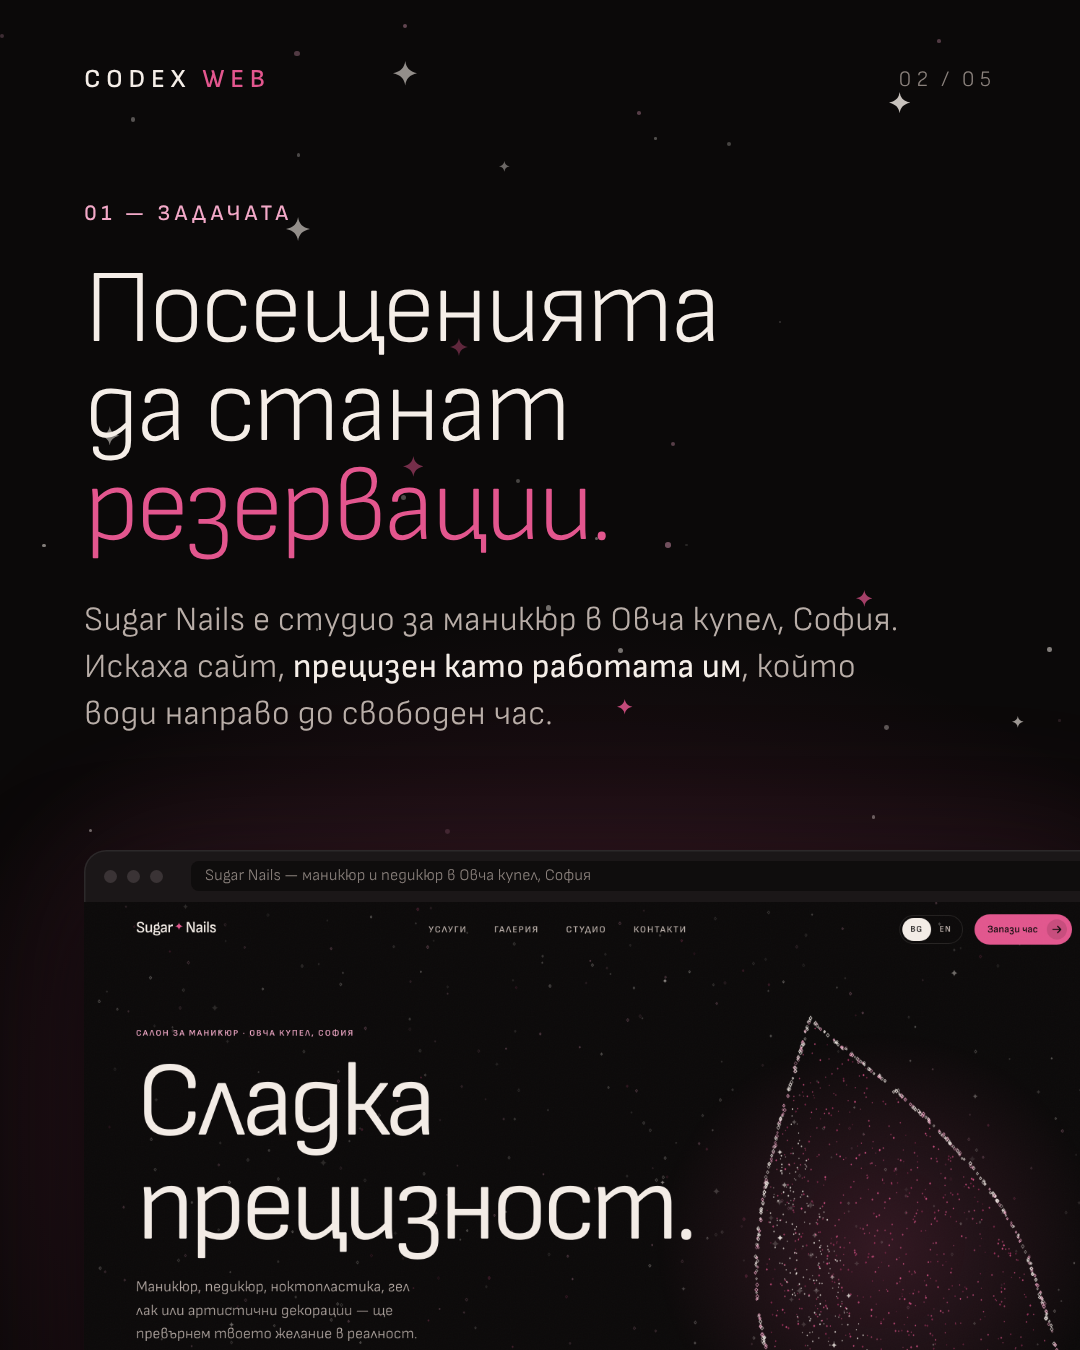 CODEX WEB
02 / 05
01 — ЗАДАЧАТА
Посещенията
да станат
резервации.
Sugar Nails е студио за маникюр в Овча купел, София.
Искаха сайт, прецизен като работата им, който
води направо до свободен час.
Sugar Nails — маникюр и педикюр в Овча купел, София
Sugar Nails
УСЛУГИ ГАЛЕРИЯ СТУДИО КОНТАКТИ
BG EN
Запази час
САЛОН ЗА МАНИКЮР · ОВЧА КУПЕЛ, СОФИЯ
Сладка
прецизност.
Маникюр, педикюр, ноктопластика, гел
лак или артистични декорации — ще
превърнем твоето желание в реалност.